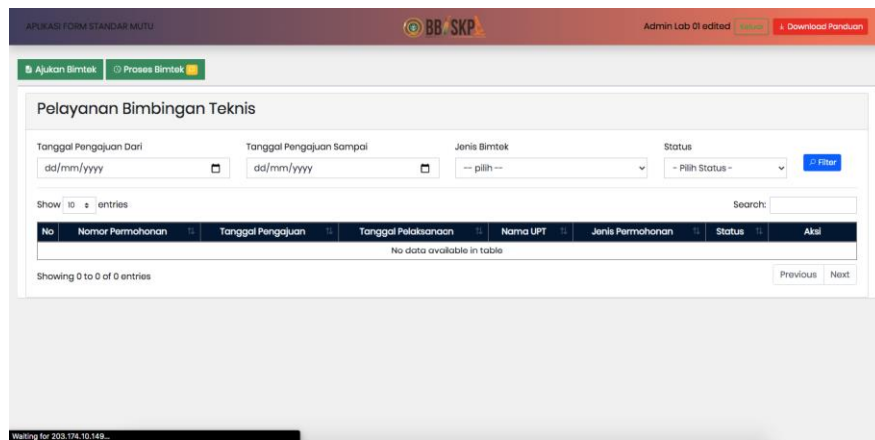 APLIKASI FORM STANDAR MUTU
BB SKP
Admin Lab 01 edited
Download Panduan
Ajukan Bimtek
Proses Bimtek
Pelayanan Bimbingan Teknis
Tanggal Pengajuan Dari Tanggal Pengajuan Sampai Jenis Bimtek Status
dd/mm/yyyy dd/mm/yyyy -- pilih -- - Pilih Status - Filter
Show 10 entries Search:
No Nomor Permohonan Tanggal Pengajuan Tanggal Pelaksanaan Nama UPT Jenis Permohonan Status Aksi
No data available in table
Showing 0 to 0 of 0 entries Previous Next
Waiting for 203.174.10.149...